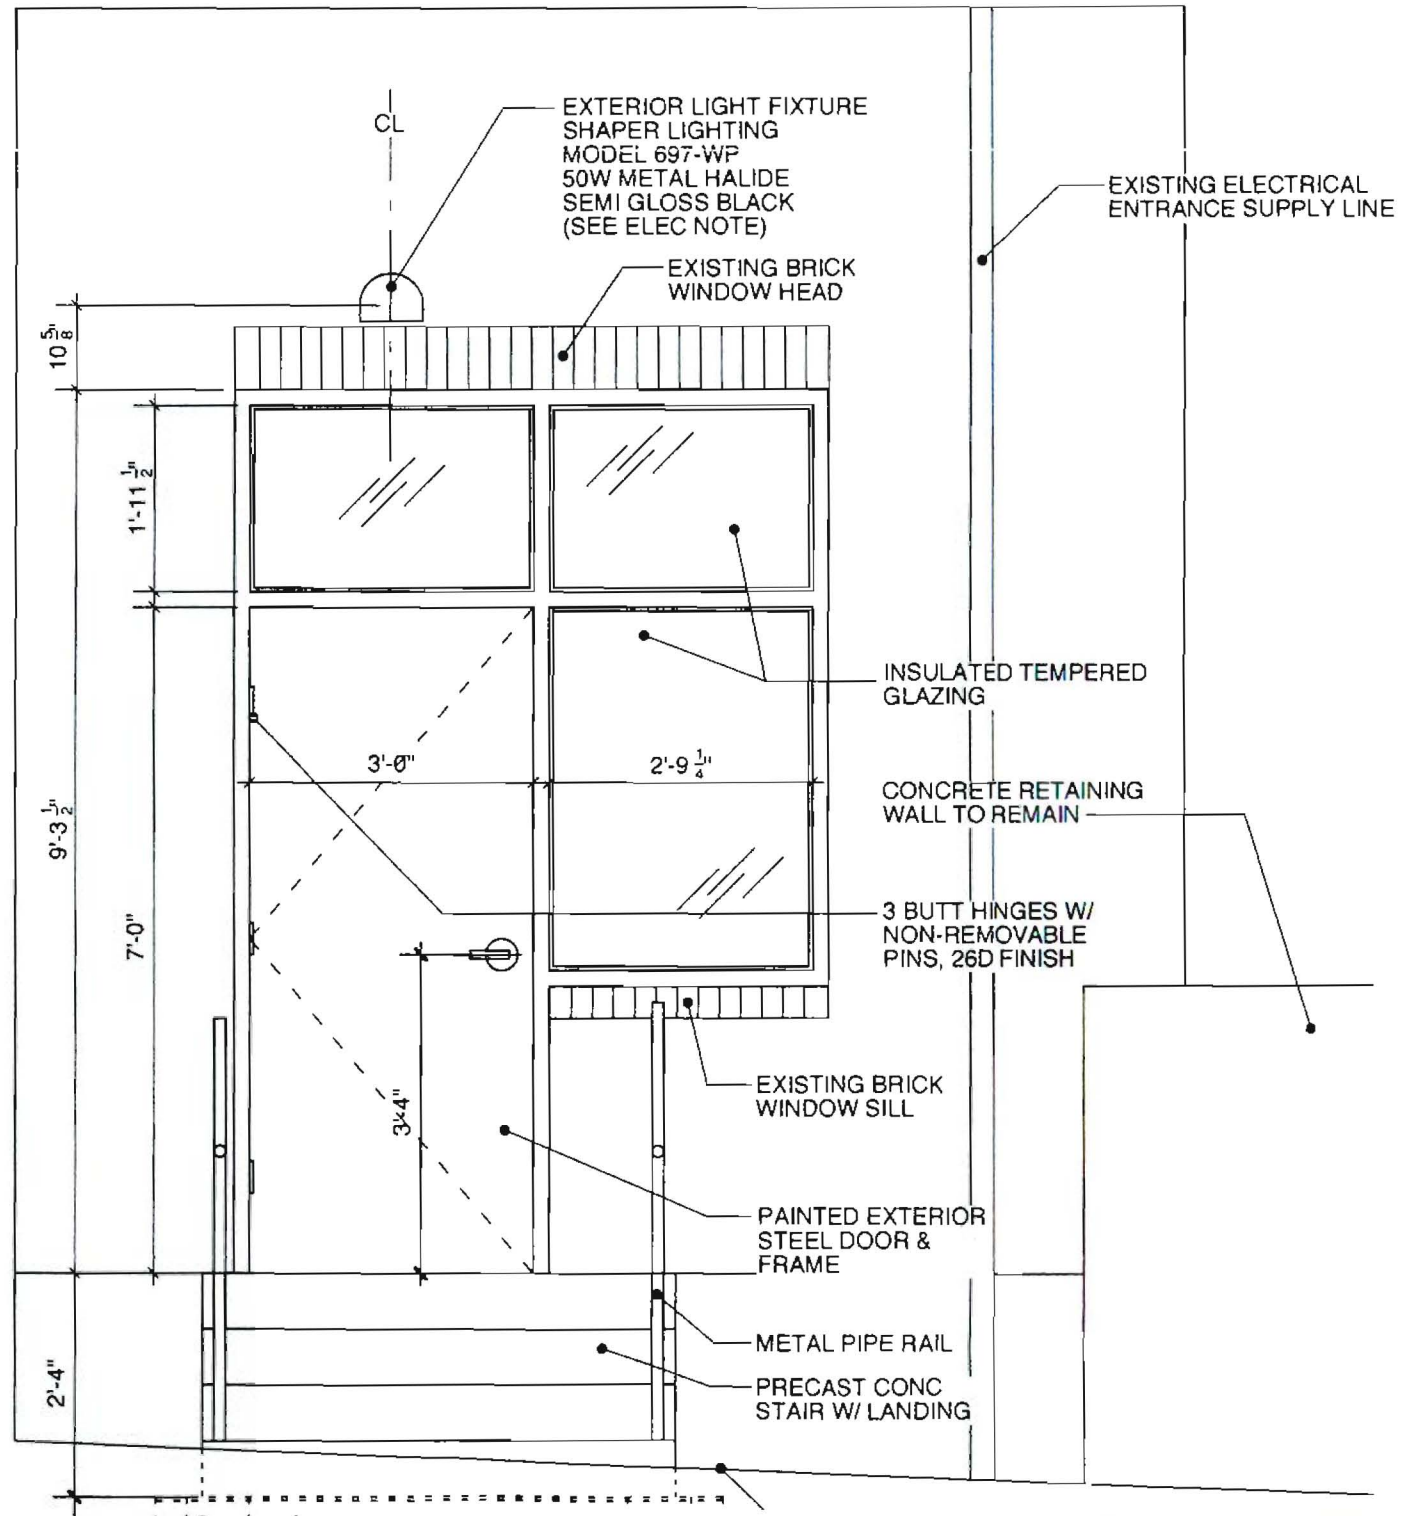 CL
EXTERIOR LIGHT FIXTURE
SHAPER LIGHTING
MODEL 697-WP
50W METAL HALIDE
SEMI GLOSS BLACK
(SEE ELEC NOTE)
EXISTING ELECTRICAL
ENTRANCE SUPPLY LINE
EXISTING BRICK
WINDOW HEAD
10 5/8"
1'-11 1/2"
INSULATED TEMPERED
GLAZING
3'-0"
2'-9 1/4"
CONCRETE RETAINING
WALL TO REMAIN
9'-3 1/2"
7'-0"
3 BUTT HINGES W/
NON-REMOVABLE
PINS, 26D FINISH
EXISTING BRICK
WINDOW SILL
3'-4"
PAINTED EXTERIOR
STEEL DOOR &
FRAME
METAL PIPE RAIL
2'-4"
PRECAST CONC
STAIR W/ LANDING